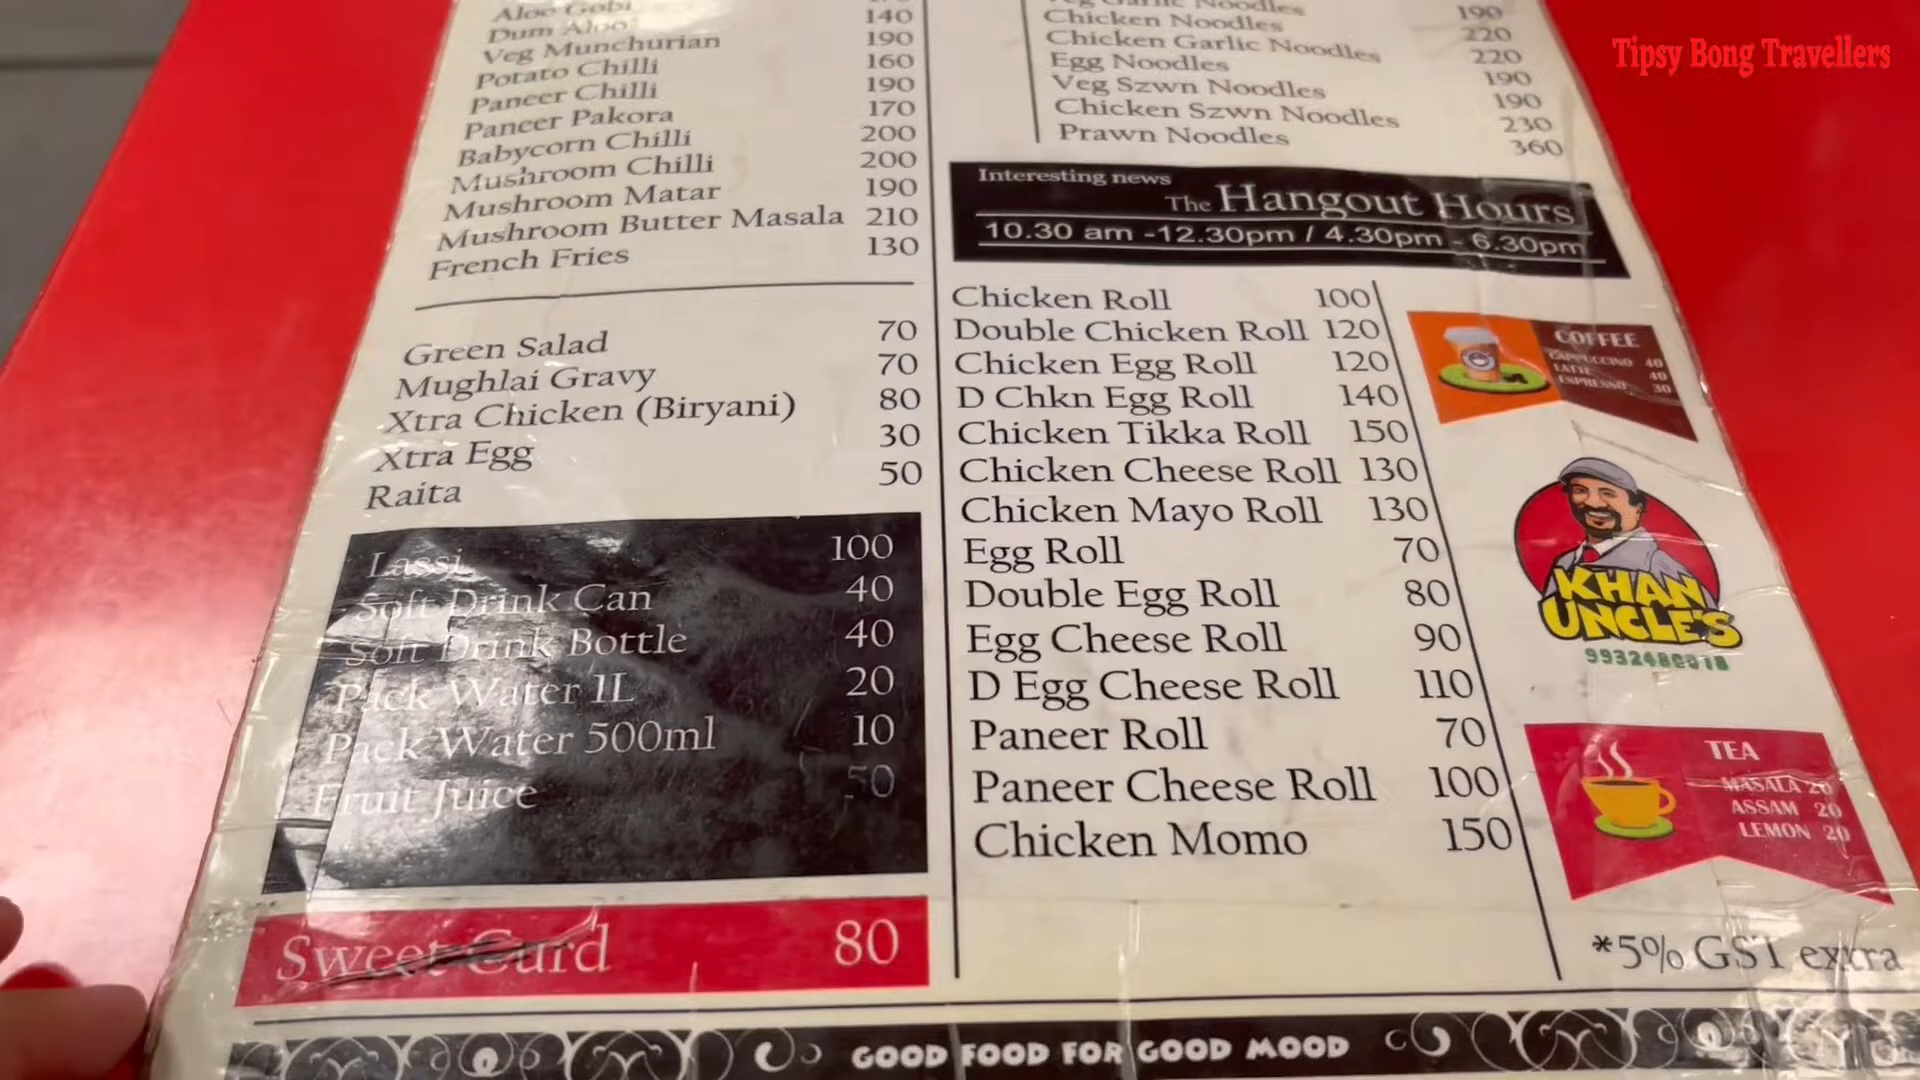 Aloo Gobi
Dum Aloo 140
Veg Munchurian 190
Potato Chilli 160
Paneer Chilli 190
Paneer Pakora 170
Babycorn Chilli 200
Mushroom Chilli 200
Mushroom Matar 190
Mushroom Butter Masala 210
French Fries 130
Green Salad 70
Mughlai Gravy 70
Xtra Chicken (Biryani) 80
Xtra Egg 30
Raita 50
Lassi 100
Soft Drink Can 40
Soft Drink Bottle 40
Pack Water 1L 20
Pack Water 500ml 10
Fruit Juice 50
Sweet Curd 80
Garlic Noodles 190
Chicken Noodles 220
Chicken Garlic Noodles 220
Egg Noodles 190
Veg Szwn Noodles 190
Chicken Szwn Noodles 230
Prawn Noodles 360
Interesting news
The Hangout Hours
10.30 am -12.30pm / 4.30pm - 6.30pm
Chicken Roll 100
Double Chicken Roll 120
Chicken Egg Roll 120
D Chkn Egg Roll 140
Chicken Tikka Roll 150
Chicken Cheese Roll 130
Chicken Mayo Roll 130
Egg Roll 70
Double Egg Roll 80
Egg Cheese Roll 90
D Egg Cheese Roll 110
Paneer Roll 70
Paneer Cheese Roll 100
Chicken Momo 150
Tipsy Bong Travellers
COFFEE
CAPPUCCINO 40
LATTE 40
ESPRESSO 30
KHAN
UNCLE'S
TEA
MASALA 20
ASSAM 20
LEMON 20
*5% GST extra
GOOD FOOD FOR GOOD MOOD